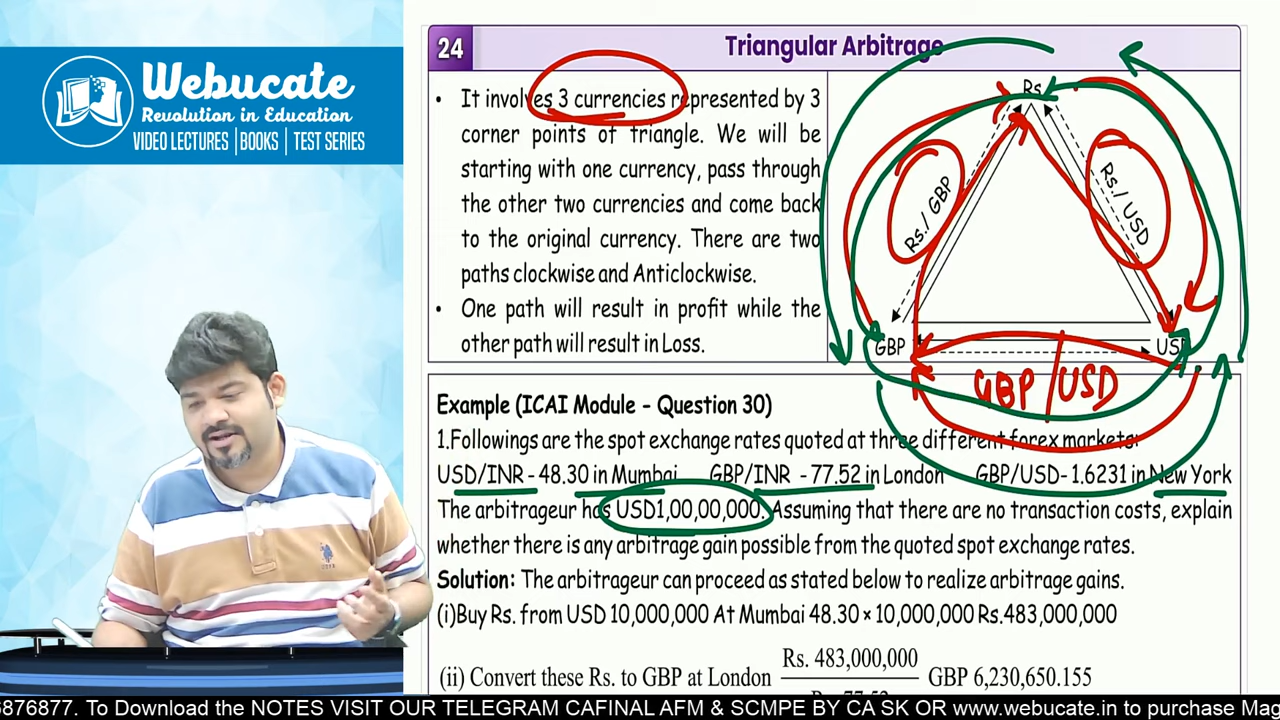 Webucate
Revolution in Education
VIDEO LECTURES | BOOKS | TEST SERIES
24
Triangular Arbitrage
• It involves 3 currencies represented by 3
corner points of triangle. We will be
starting with one currency, pass through
the other two currencies and come back
to the original currency. There are two
paths clockwise and Anticlockwise.
• One path will result in profit while the
other path will result in Loss.
Rs
Rs./ GBP
Rs./ USD
GBP
USD
GBP/USD
Example (ICAI Module - Question 30)
1.Followings are the spot exchange rates quoted at three different forex markets:
USD/INR - 48.30 in Mumbai GBP/INR - 77.52 in London GBP/USD- 1.6231 in New York
The arbitrageur has USD1,00,00,000. Assuming that there are no transaction costs, explain
whether there is any arbitrage gain possible from the quoted spot exchange rates.
Solution: The arbitrageur can proceed as stated below to realize arbitrage gains.
(i)Buy Rs. from USD 10,000,000 At Mumbai 48.30 × 10,000,000 Rs.483,000,000
(ii) Convert these Rs. to GBP at London Rs. 483,000,000 GBP 6,230,650.155
6876877. To Download the NOTES VISIT OUR TELEGRAM CAFINAL AFM & SCMPE BY CA SK OR www.webucate.in to purchase Mag